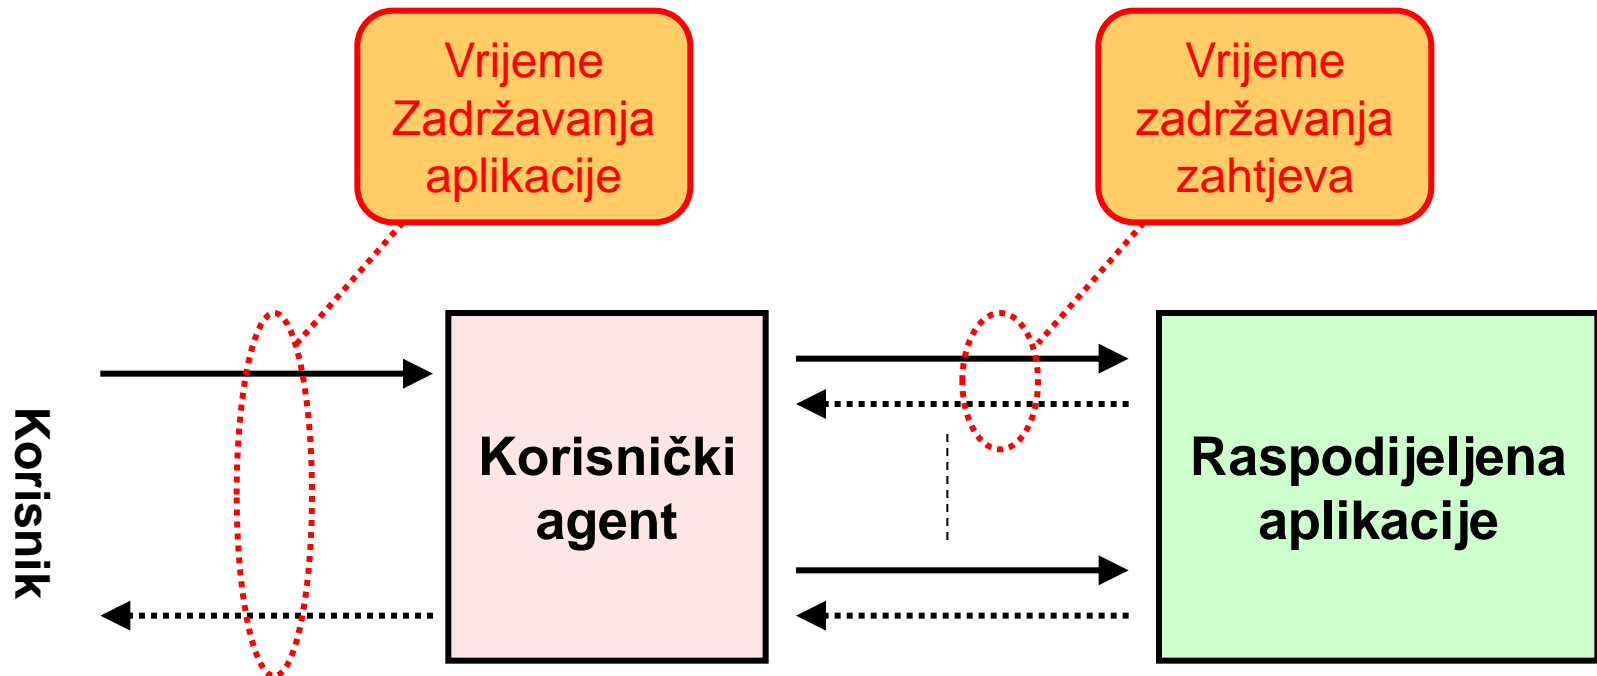 Vrijeme
Zadržavanja
aplikacije
Vrijeme
zadržavanja
zahtjeva
Korisnik
Korisnički
agent
Raspodijeljena
aplikacije